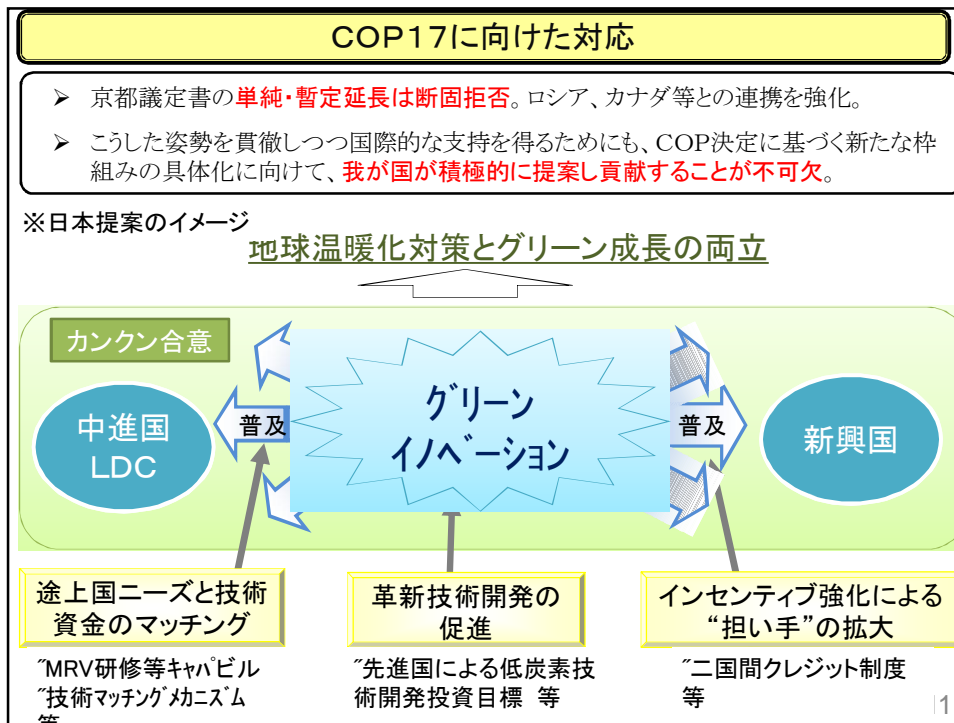 COP17に向けた対応
➢ 京都議定書の単純・暫定延長は断固拒否。ロシア、カナダ等との連携を強化。
➢ こうした姿勢を貫徹しつつ国際的な支持を得るためにも、COP決定に基づく新たな枠
組みの具体化に向けて、我が国が積極的に提案し貢献することが不可欠。
※日本提案のイメージ
地球温暖化対策とグリーン成長の両立
カンクン合意
中進国
LDC
普及
グリーン
イノベーション
普及
新興国
途上国ニーズと技術
資金のマッチング
˝MRV研修等キャパビル
˝技術マッチングメカニズム
等
革新技術開発の
促進
˝先進国による低炭素技
術開発投資目標 等
インセンティブ強化による
“担い手”の拡大
˝二国間クレジット制度
等
1